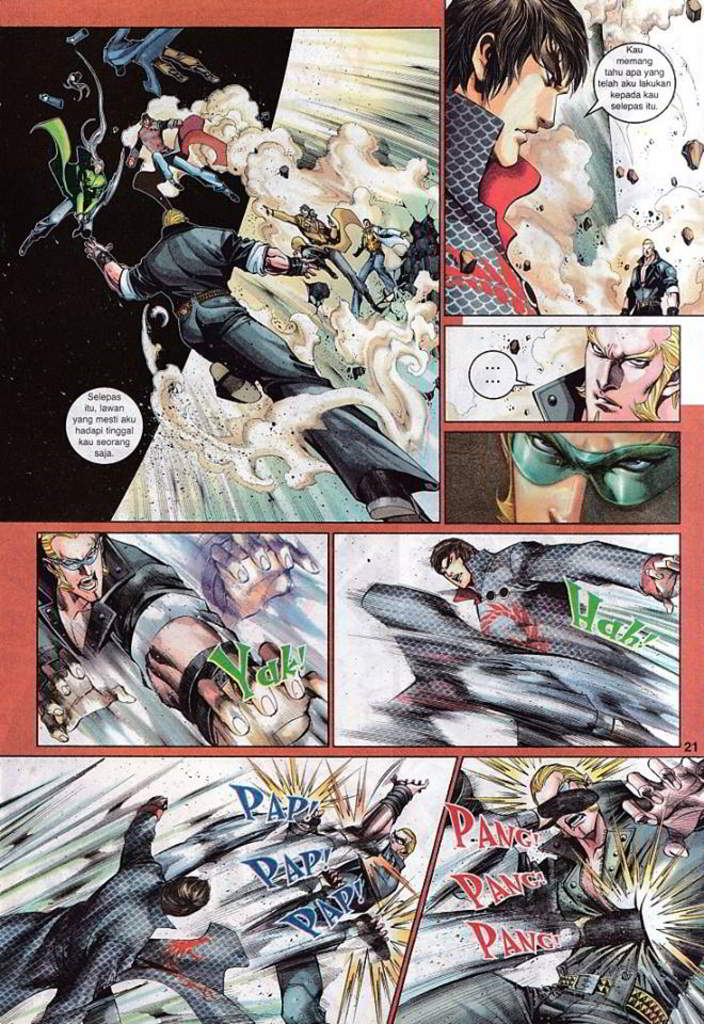 Kau
memang
tahu apa yang
telah aku lakukan
kepada kau
selepas itu.
Selepas
itu, lawan
yang mesti aku
hadapi tinggal
kau seorang
saja.
...
...
Yak!
Hah!
21
PAP!
PAP!
PAP!
PANG!
PANG!
PANG!